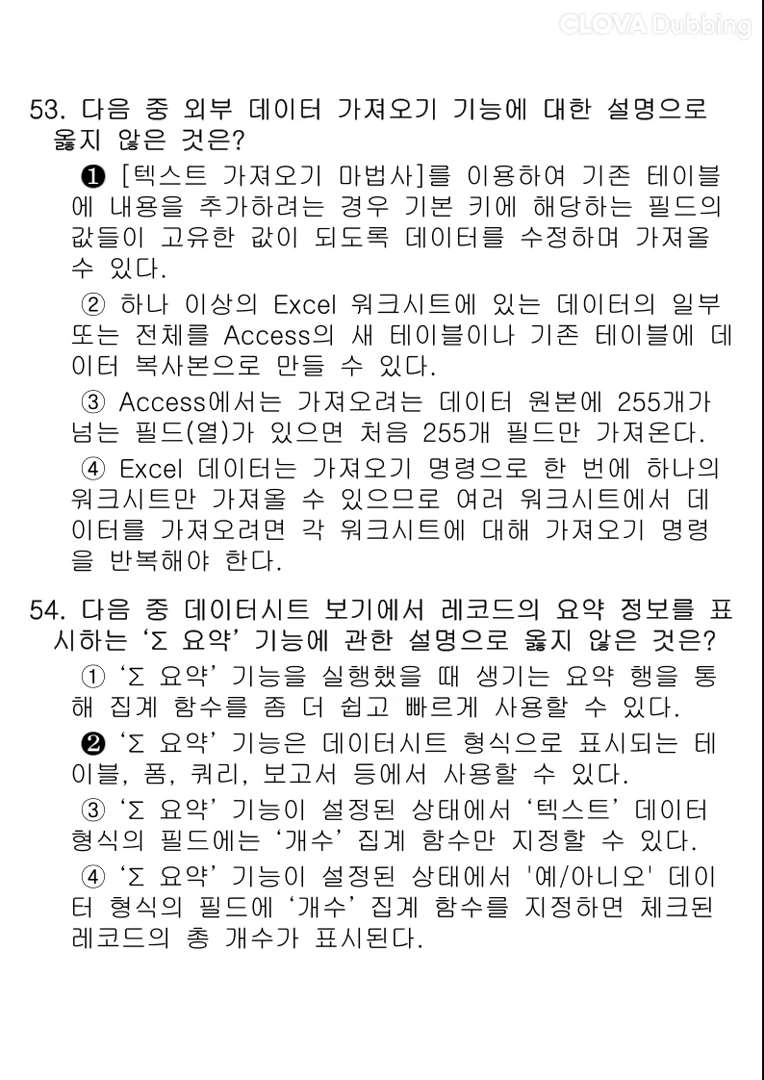 CLOVA Dubbing
53. 다음 중 외부 데이터 가져오기 기능에 대한 설명으로
옳지 않은 것은?
❶ [텍스트 가져오기 마법사]를 이용하여 기존 테이블
에 내용을 추가하려는 경우 기본 키에 해당하는 필드의
값들이 고유한 값이 되도록 데이터를 수정하며 가져올
수 있다.
② 하나 이상의 Excel 워크시트에 있는 데이터의 일부
또는 전체를 Access의 새 테이블이나 기존 테이블에 데
이터 복사본으로 만들 수 있다.
③ Access에서는 가져오려는 데이터 원본에 255개가
넘는 필드(열)가 있으면 처음 255개 필드만 가져온다.
④ Excel 데이터는 가져오기 명령으로 한 번에 하나의
워크시트만 가져올 수 있으므로 여러 워크시트에서 데
이터를 가져오려면 각 워크시트에 대해 가져오기 명령
을 반복해야 한다.
54. 다음 중 데이터시트 보기에서 레코드의 요약 정보를 표
시하는 ‘Σ 요약’ 기능에 관한 설명으로 옳지 않은 것은?
① ‘Σ 요약’ 기능을 실행했을 때 생기는 요약 행을 통
해 집계 함수를 좀 더 쉽고 빠르게 사용할 수 있다.
❷ ‘Σ 요약’ 기능은 데이터시트 형식으로 표시되는 테
이블, 폼, 쿼리, 보고서 등에서 사용할 수 있다.
③ ‘Σ 요약’ 기능이 설정된 상태에서 ‘텍스트’ 데이터
형식의 필드에는 ‘개수’ 집계 함수만 지정할 수 있다.
④ ‘Σ 요약’ 기능이 설정된 상태에서 '예/아니오' 데이
터 형식의 필드에 ‘개수’ 집계 함수를 지정하면 체크된
레코드의 총 개수가 표시된다.